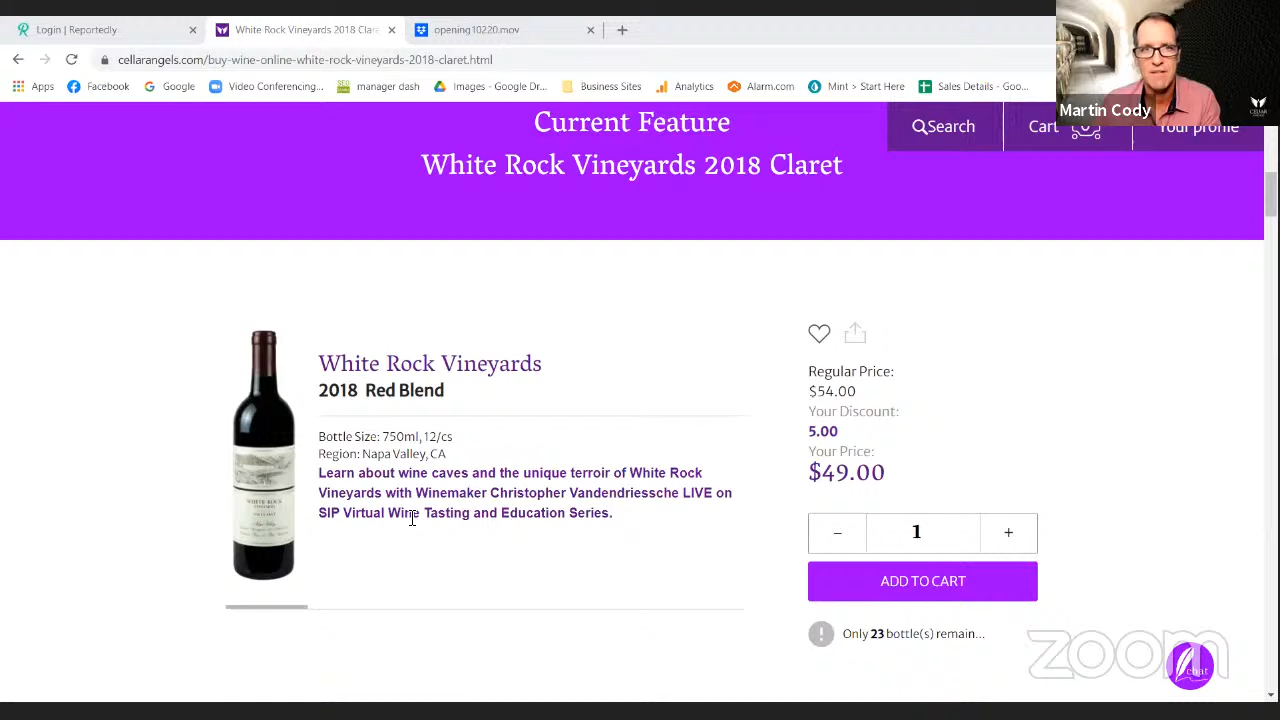 Login | Reportedly
White Rock Vineyards 2018 Clare
opening10220.mov
cellarangels.com/buy-wine-online-white-rock-vineyards-2018-claret.html
Apps
Facebook
Google
Video Conferencing...
manager dash
Images - Google Dr...
Business Sites
Analytics
Alarm.com
Mint > Start Here
Sales Details - Goo...
Martin Cody
Current Feature
White Rock Vineyards 2018 Claret
Search
Cart
Your profile
White Rock Vineyards
2018 Red Blend
Bottle Size: 750ml, 12/cs
Region: Napa Valley, CA
Learn about wine caves and the unique terroir of White Rock
Vineyards with Winemaker Christopher Vandendriessche LIVE on
SIP Virtual Wine Tasting and Education Series.
WHITE ROCK
Regular Price:
$54.00
Your Discount:
5.00
Your Price:
$49.00
– 1 +
ADD TO CART
Only 23 bottle(s) remain...
zoom
chat